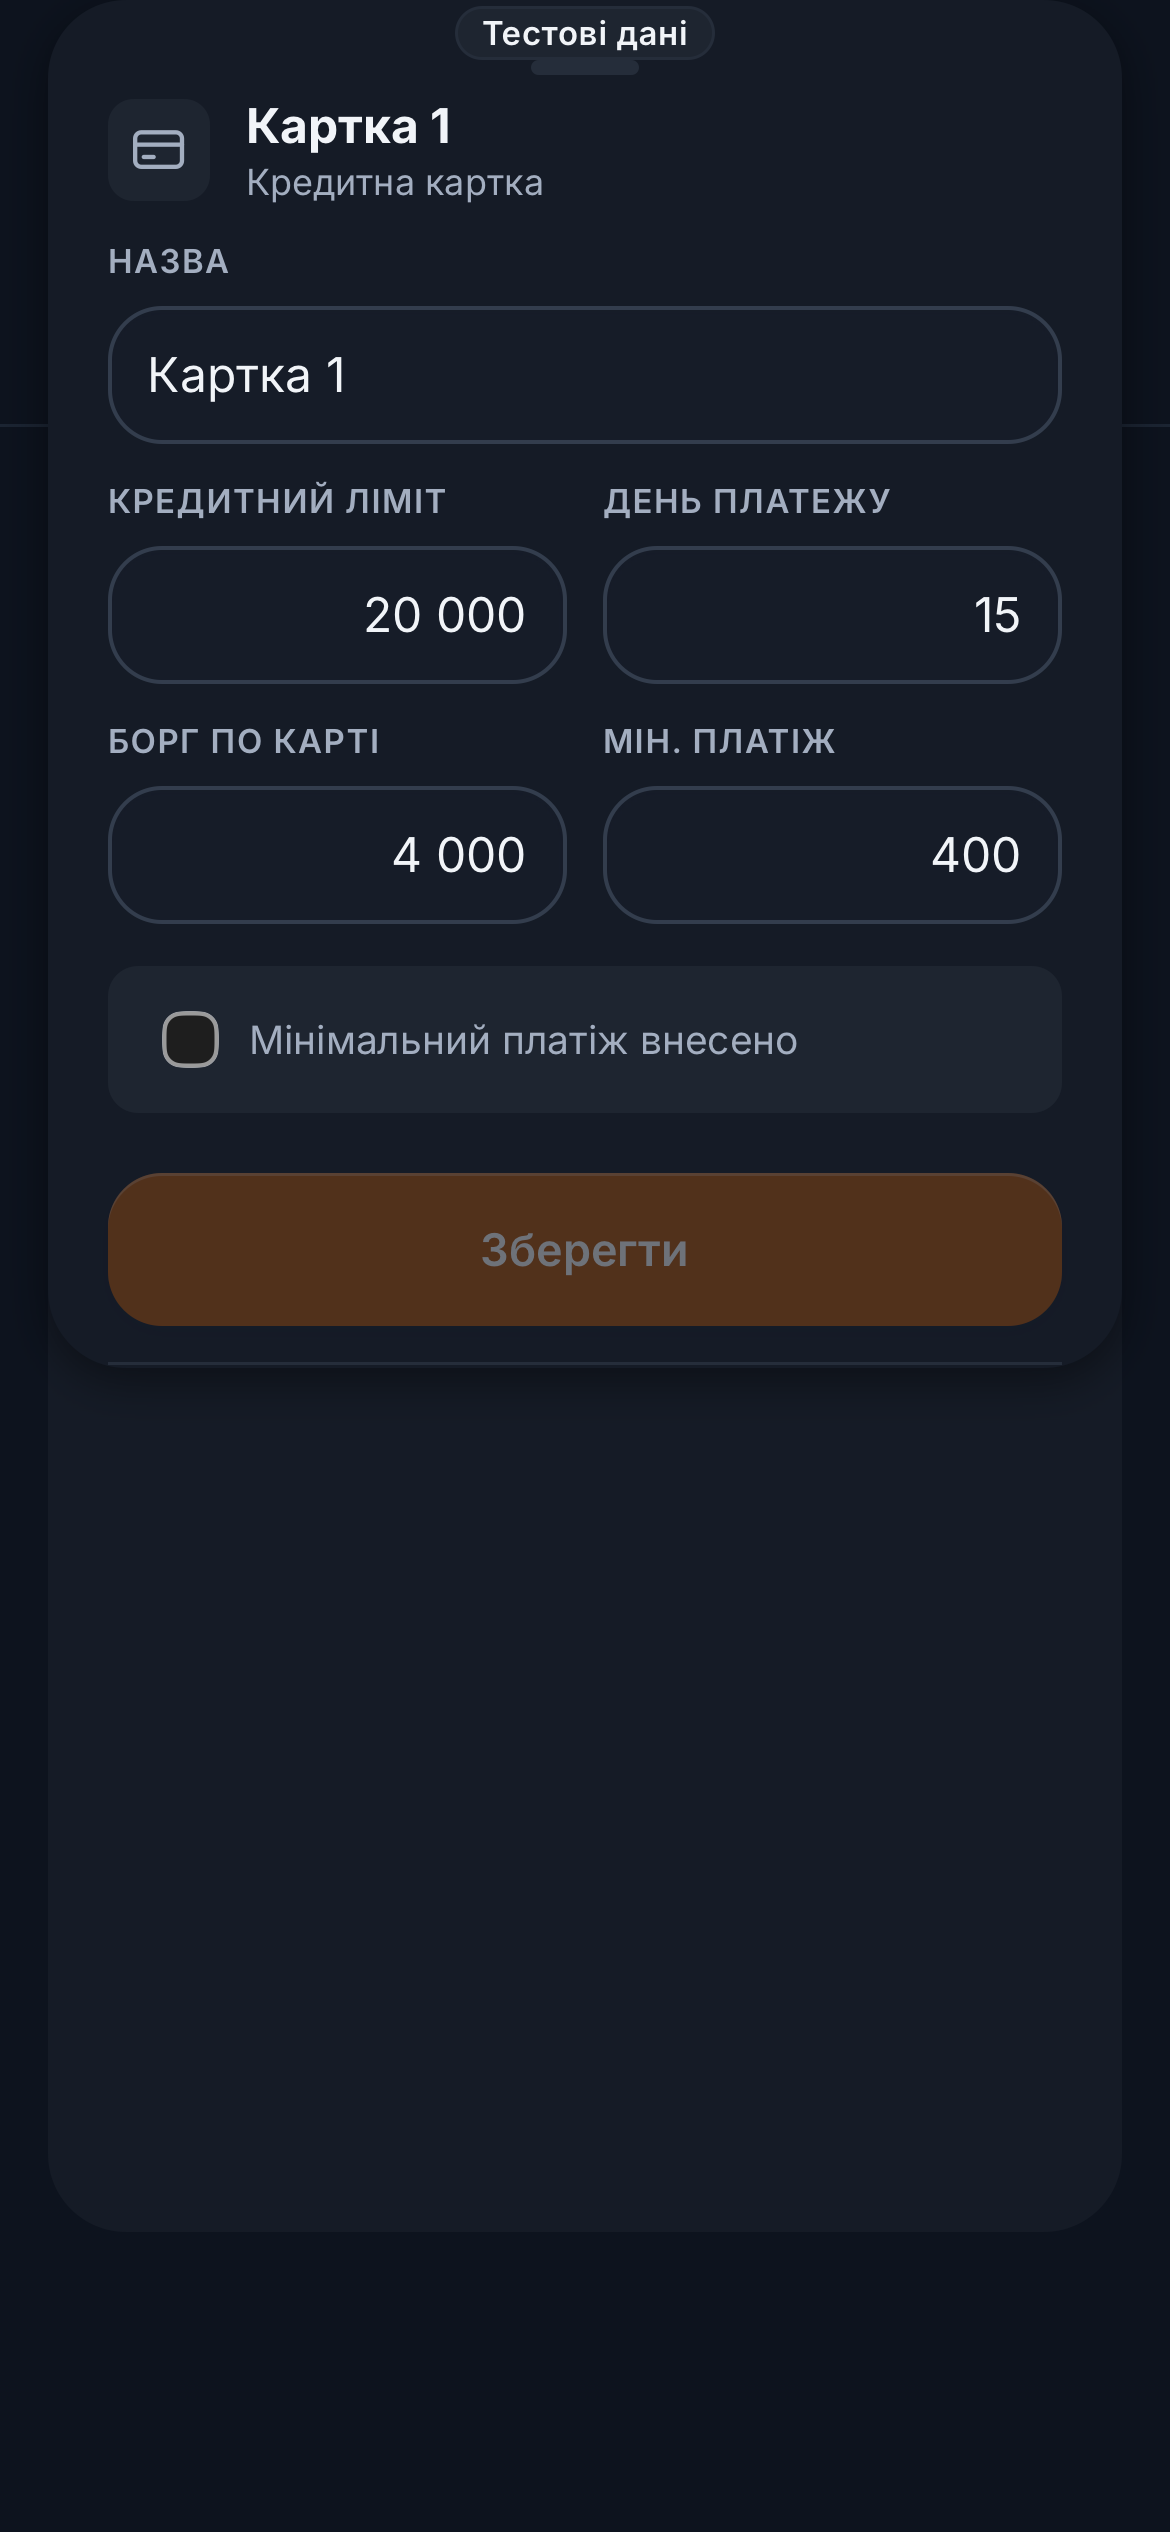 Тестові дані
Картка 1
Кредитна картка
НАЗВА
Картка 1
КРЕДИТНИЙ ЛІМІТ
ДЕНЬ ПЛАТЕЖУ
20 000
15
БОРГ ПО КАРТІ
МІН. ПЛАТІЖ
4 000
400
Мінімальний платіж внесено
Зберегти